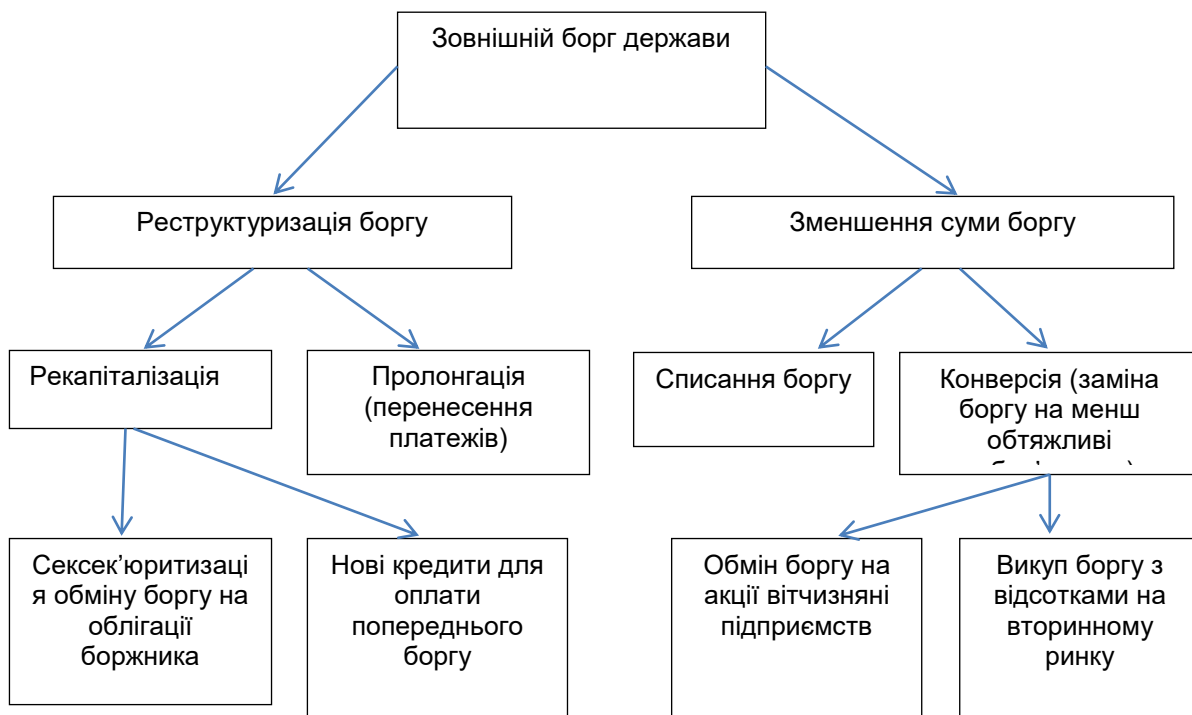 Зовнішній борг держави
Реструктуризація боргу
Зменшення суми боргу
Рекапіталізація
Пролонгація
(перенесення
платежів)
Списання боргу
Конверсія (заміна
боргу на менш
обтяжливі
Сексек’юритизаці
я обміну боргу на
облігації
боржника
Нові кредити для
оплати
попереднього
боргу
Обмін боргу на
акції вітчизняні
підприємств
Викуп боргу з
відсотками на
вторинному
ринку